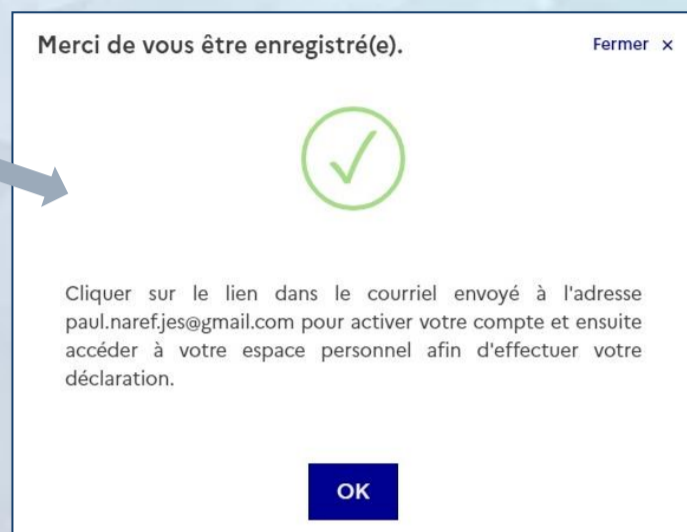 Merci de vous être enregistré(e).
Fermer ×
Cliquer sur le lien dans le courriel envoyé à l'adresse
paul.naref.jes@gmail.com pour activer votre compte et ensuite
accéder à votre espace personnel afin d'effectuer votre
déclaration.
OK